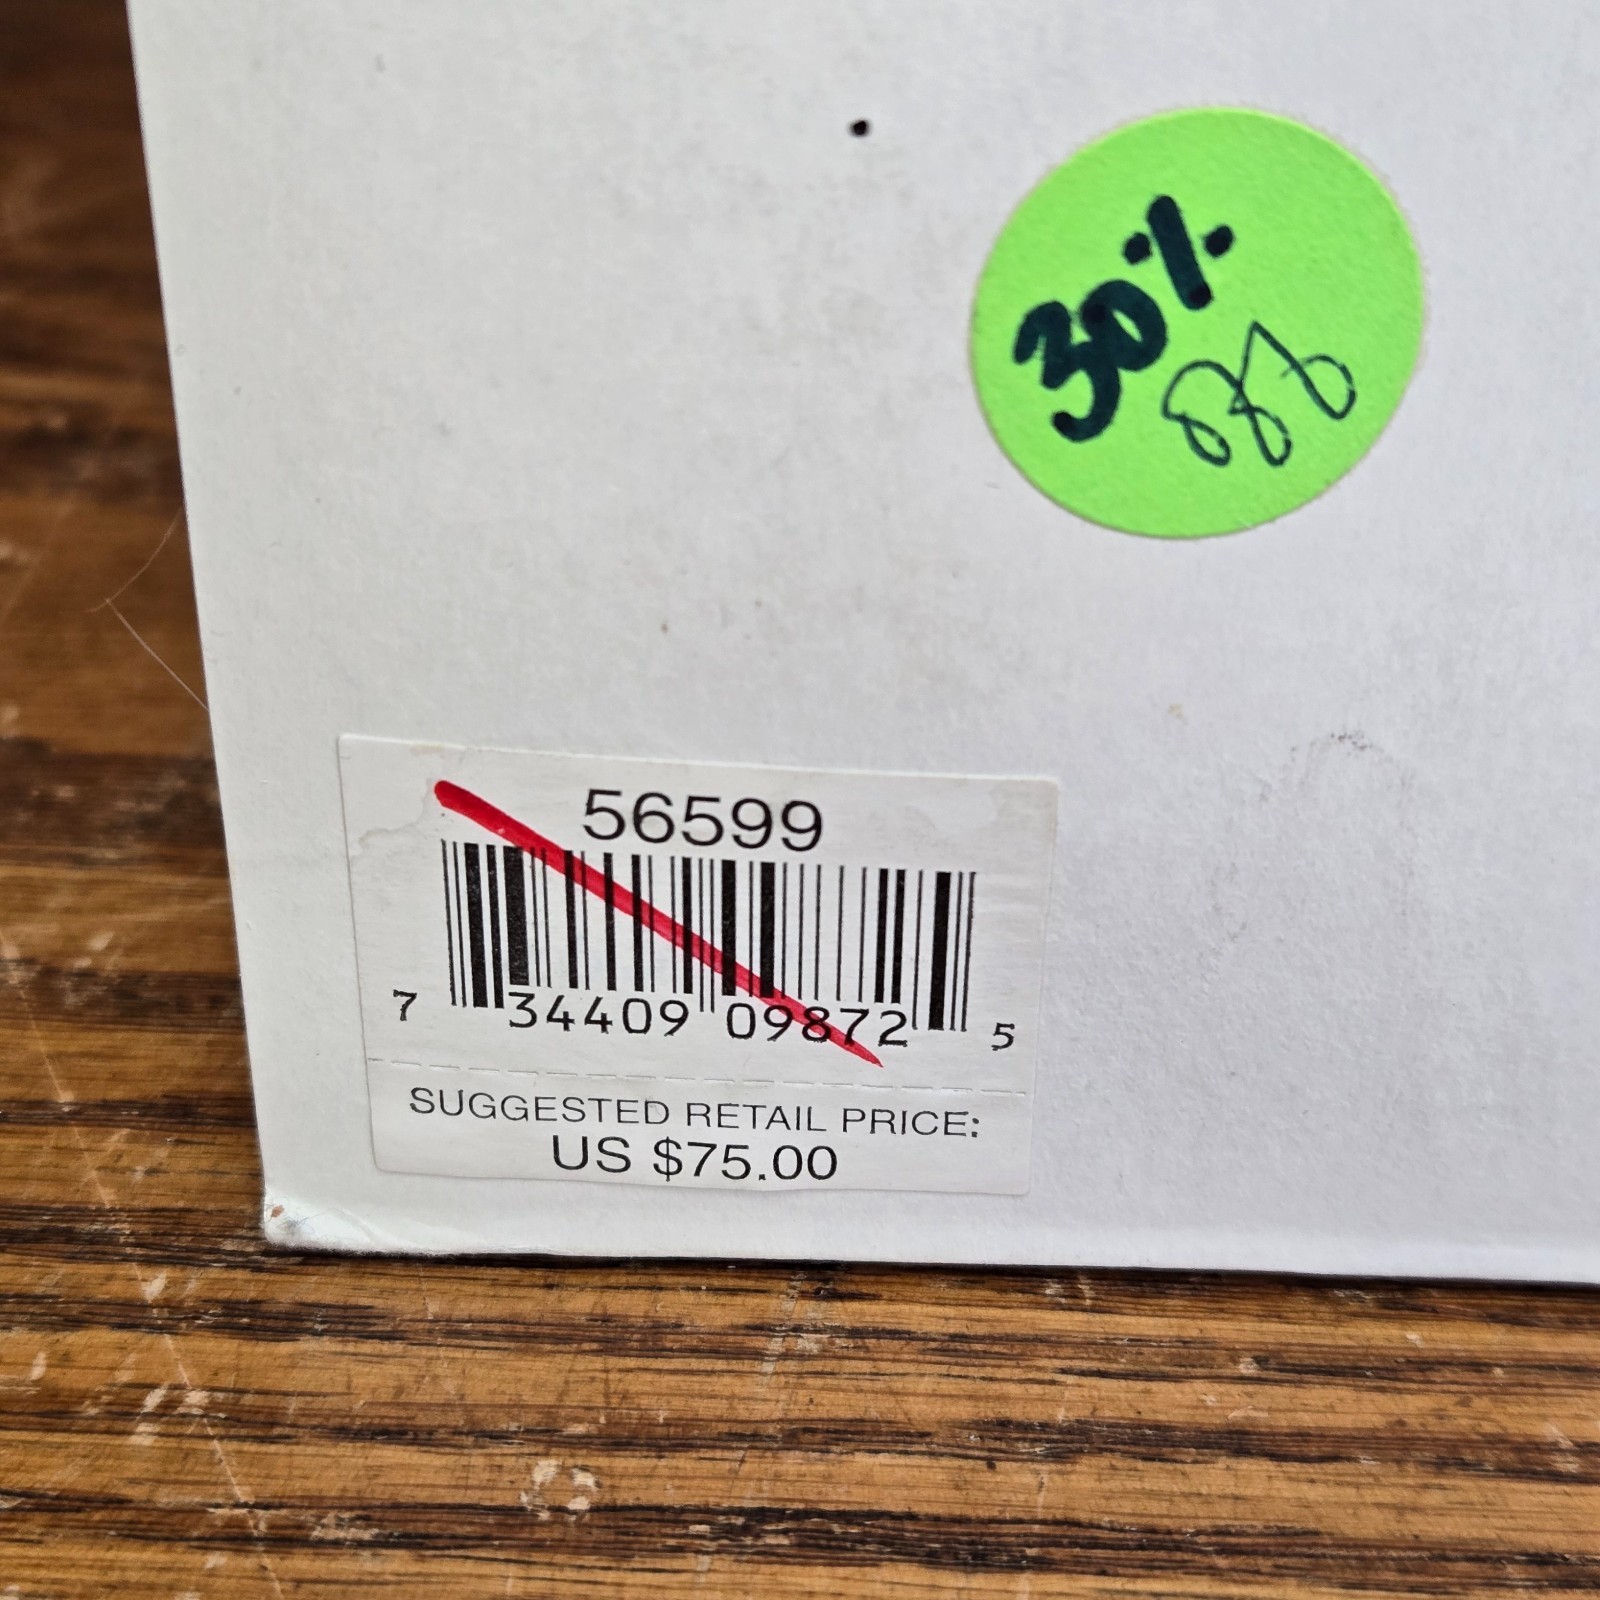 30%
56599
7 34409 09872 5
SUGGESTED RETAIL PRICE:
US $75.00